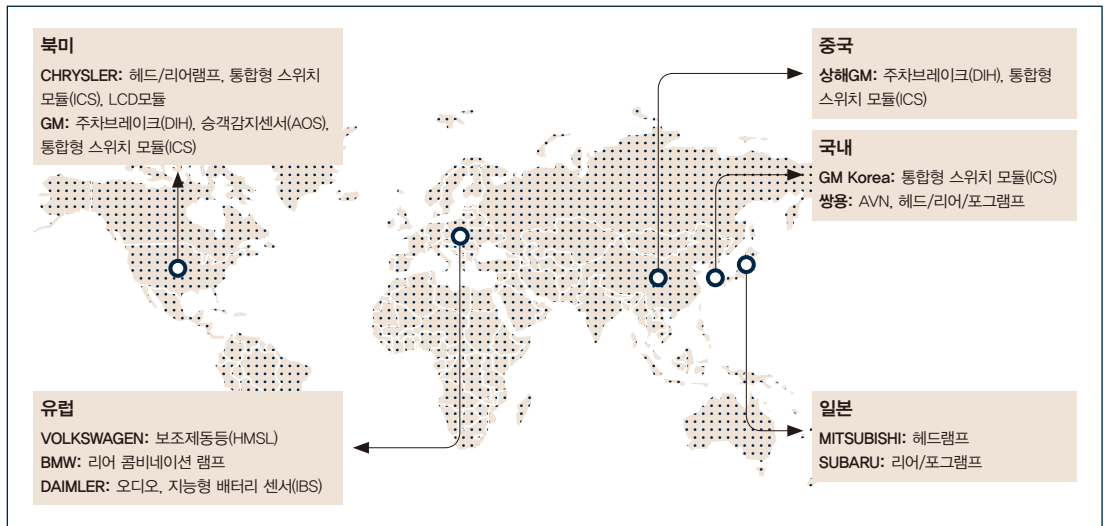 북미
CHRYSLER: 헤드/리어램프, 통합형 스위치
모듈(ICS), LCD모듈
GM: 주차브레이크(DIH), 승객감지센서(AOS),
통합형 스위치 모듈(ICS)
중국
상해GM: 주차브레이크(DIH), 통합형
스위치 모듈(ICS)
국내
GM Korea: 통합형 스위치 모듈(ICS)
쌍용: AVN, 헤드/리어/포그램프
유럽
VOLKSWAGEN: 보조제동등(HMSL)
BMW: 리어 콤비네이션 램프
DAIMLER: 오디오, 지능형 배터리 센서(IBS)
일본
MITSUBISHI: 헤드램프
SUBARU: 리어/포그램프